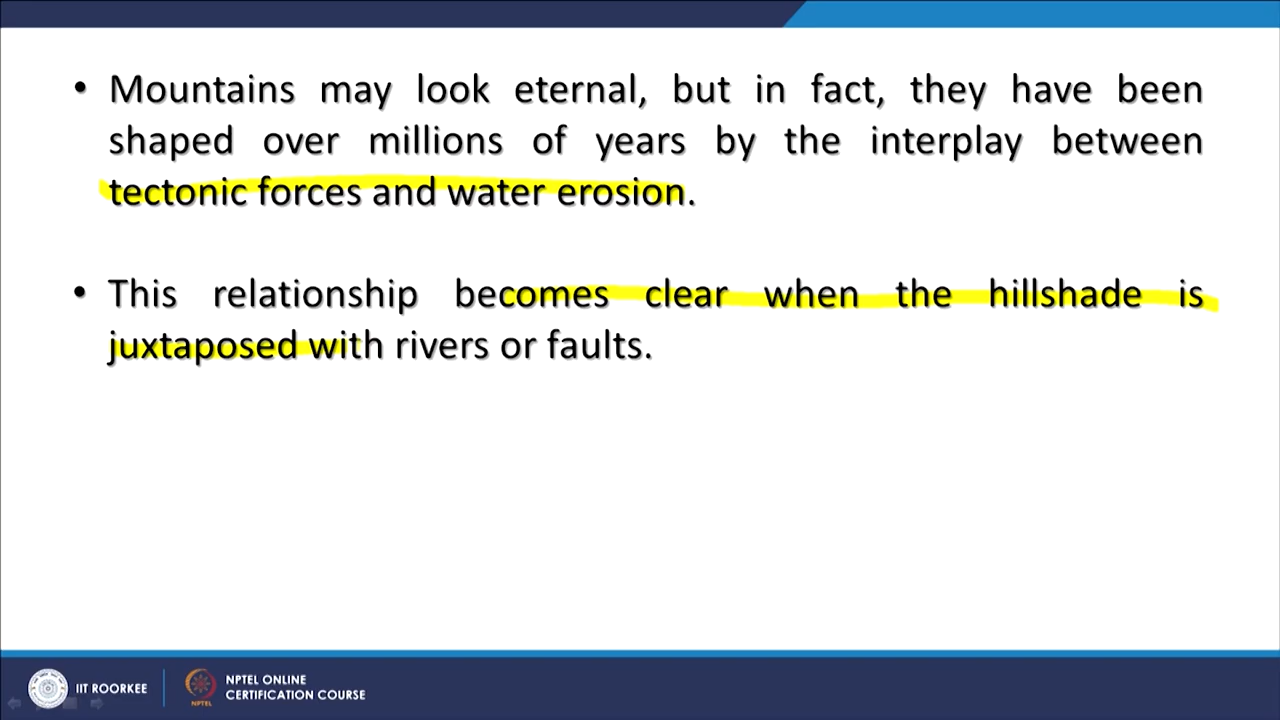 • Mountains may look eternal, but in fact, they have been
shaped over millions of years by the interplay between
tectonic forces and water erosion.
• This relationship becomes clear when the hillshade is
juxtaposed with rivers or faults.
IIT ROORKEE
NPTEL
NPTEL ONLINE
CERTIFICATION COURSE